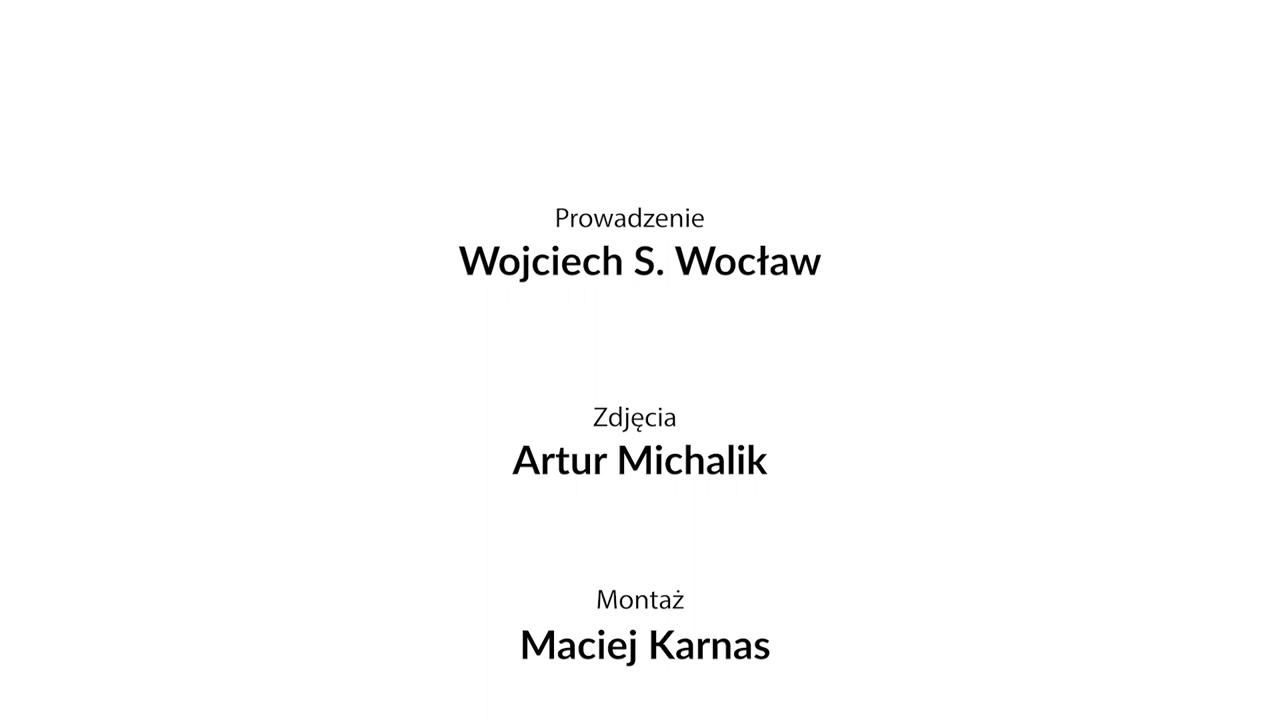 Prowadzenie
Wojciech S. Wocław
Zdjęcia
Artur Michalik
Montaż
Maciej Karnas